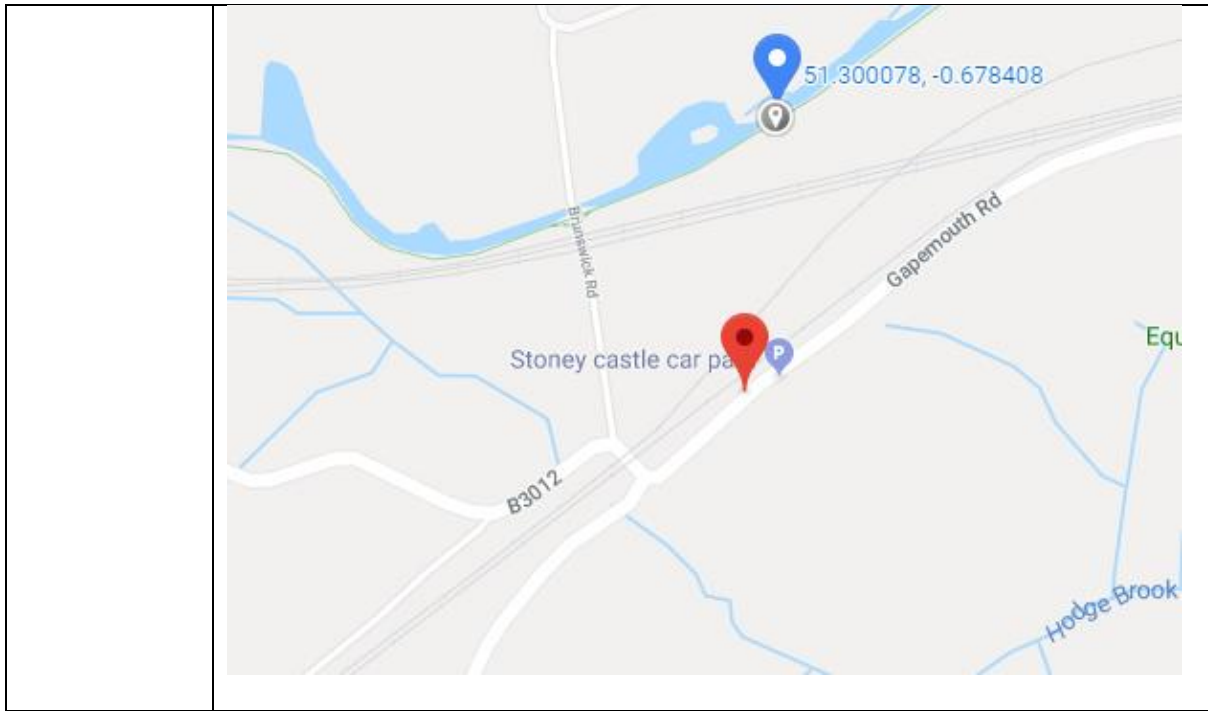 51.300078, -0.678408
Brunswick Rd
Gapemouth Rd
Stoney castle car pa
P
Equ
B3012
Hodge Brook